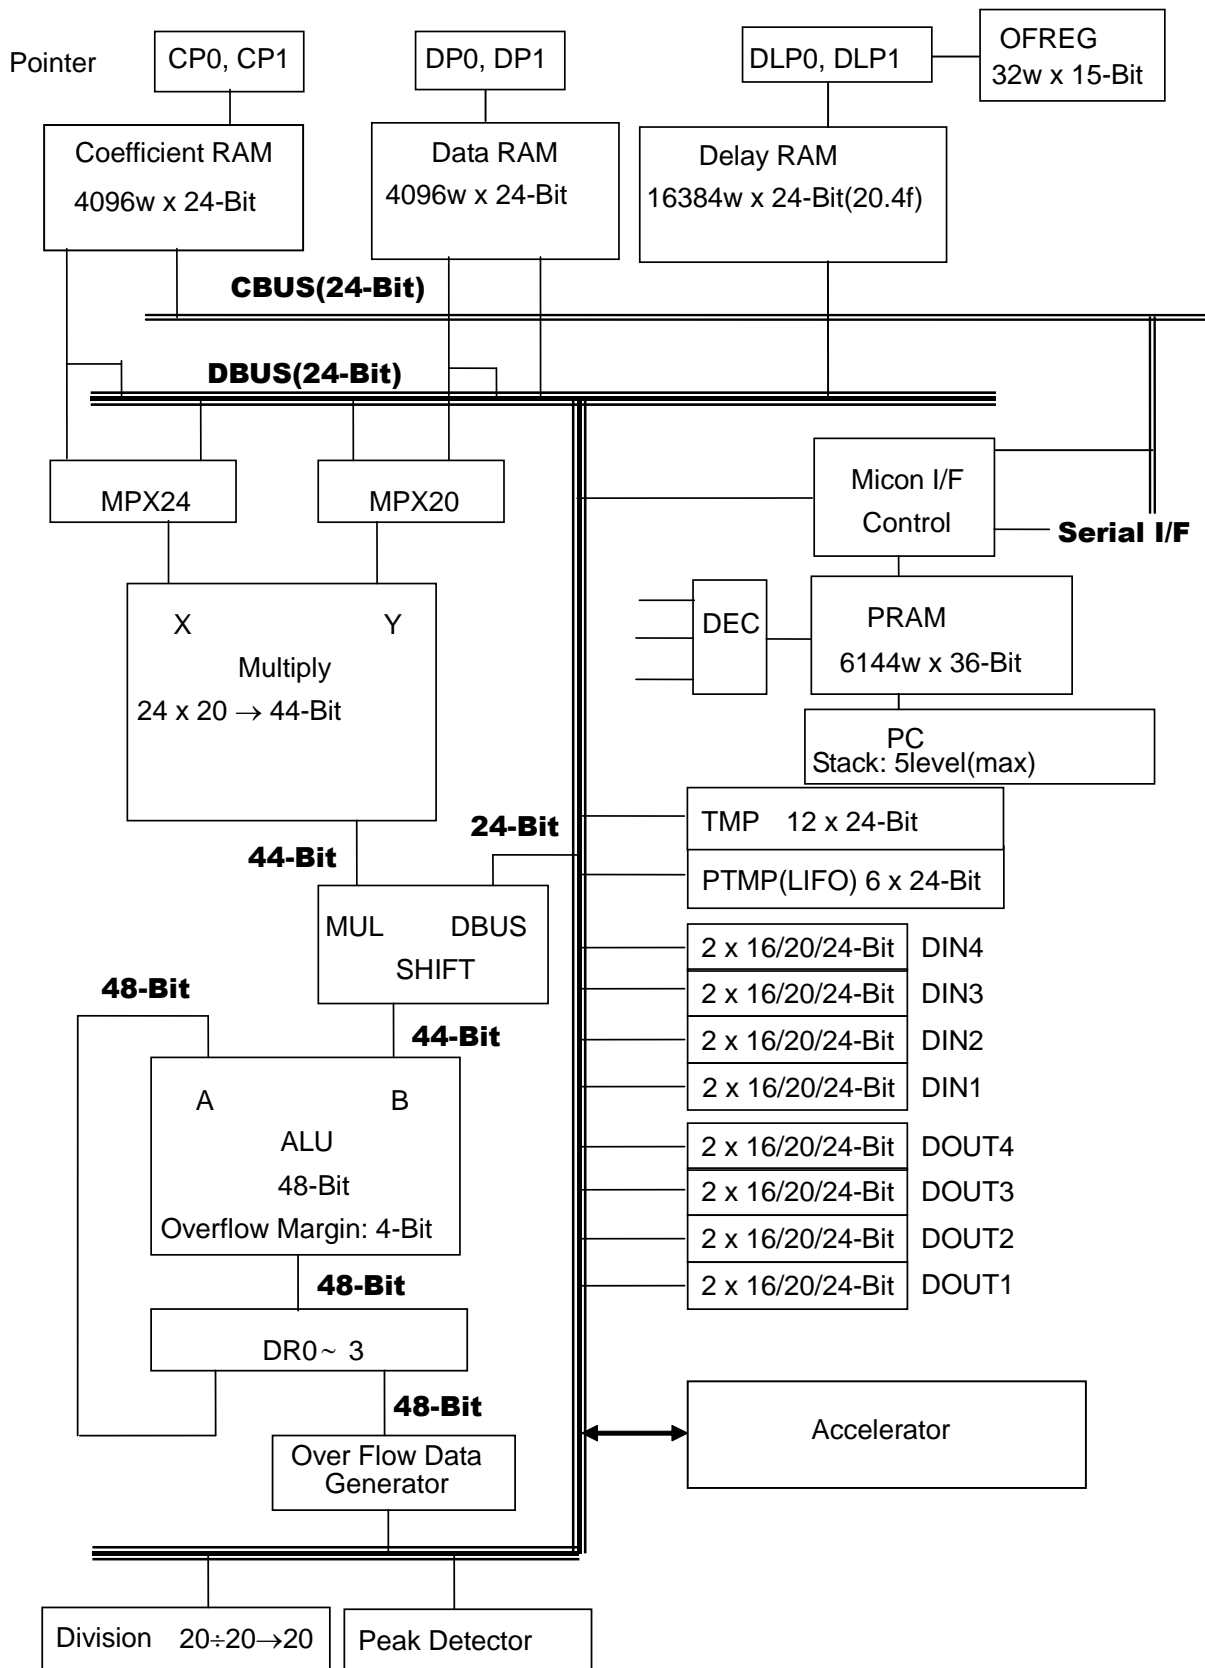 Pointer
CP0, CP1
DP0, DP1
DLP0, DLP1
OFREG
32w x 15-Bit
Coefficient RAM
4096w x 24-Bit
Data RAM
4096w x 24-Bit
Delay RAM
16384w x 24-Bit(20.4f)
CBUS(24-Bit)
DBUS(24-Bit)
MPX24
MPX20
Micon I/F
Control
Serial I/F
X
Y
Multiply
24 x 20 → 44-Bit
DEC
PRAM
6144w x 36-Bit
PC
Stack: 5level(max)
24-Bit
44-Bit
TMP 12 x 24-Bit
PTMP(LIFO) 6 x 24-Bit
MUL
DBUS
SHIFT
2 x 16/20/24-Bit DIN4
2 x 16/20/24-Bit DIN3
2 x 16/20/24-Bit DIN2
2 x 16/20/24-Bit DIN1
48-Bit
44-Bit
A
B
ALU
48-Bit
Overflow Margin: 4-Bit
2 x 16/20/24-Bit DOUT4
2 x 16/20/24-Bit DOUT3
2 x 16/20/24-Bit DOUT2
2 x 16/20/24-Bit DOUT1
48-Bit
DR0~ 3
48-Bit
Over Flow Data
Generator
Accelerator
Division 20÷20→20
Peak Detector